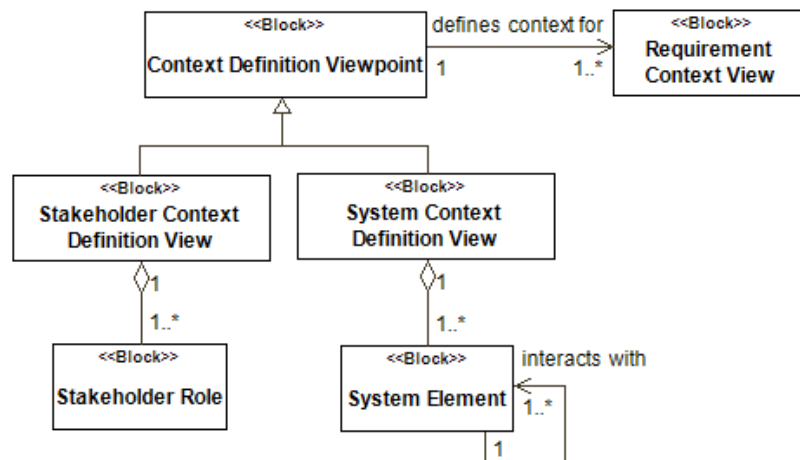 <<Block>>
Context Definition Viewpoint
defines context for
1
1..*
<<Block>>
Requirement
Context View
<<Block>>
Stakeholder Context
Definition View
<<Block>>
System Context
Definition View
1
1..*
1
1..*
<<Block>>
Stakeholder Role
<<Block>>
System Element
interacts with
1..*
1